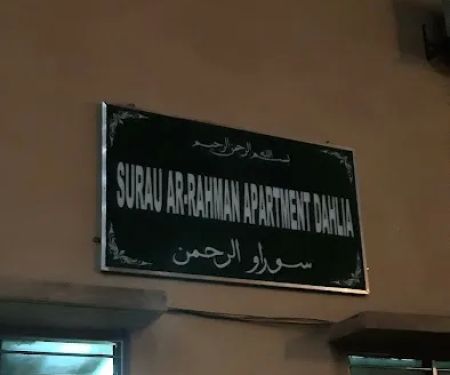 بسم الله الرحمن الرحيم
SURAU AR-RAHMAN APARTMENT DAHLIA
سوراو الرحمن